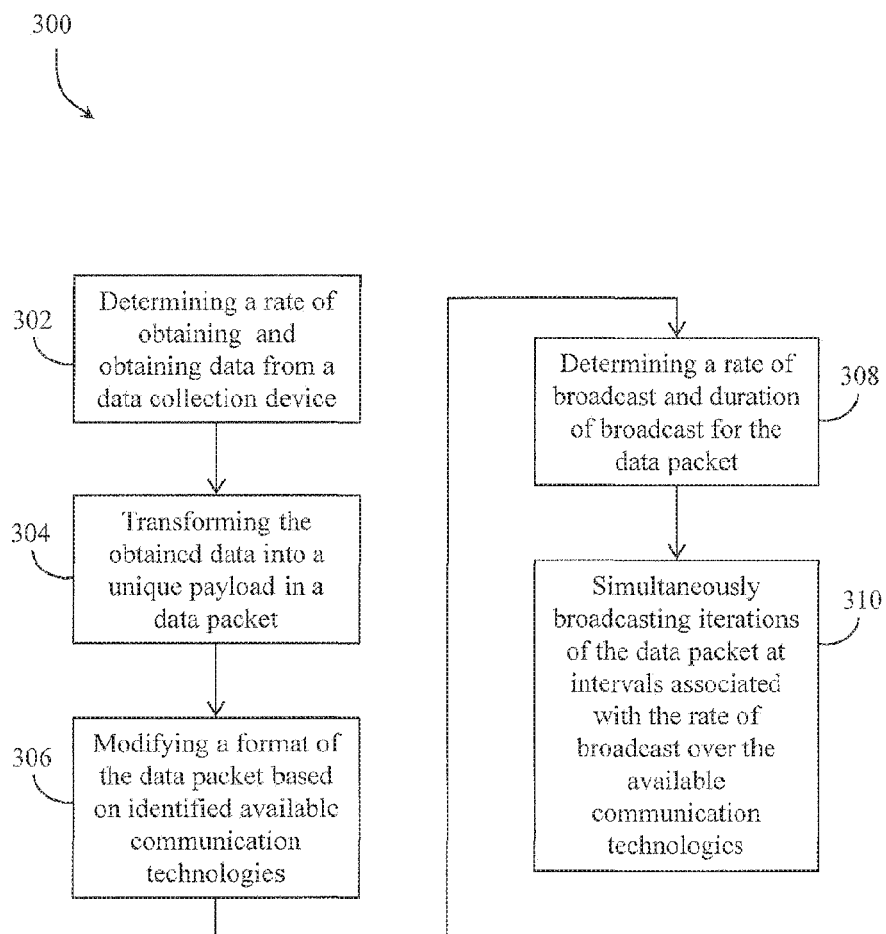 300
302
Determining a rate of
obtaining and
obtaining data from a
data collection device
304
Transforming the
obtained data into a
unique payload in a
data packet
306
Modifying a format of
the data packet based
on identified available
communication
technologies
Determining a rate of
broadcast and duration
of broadcast for the
data packet
308
Simultaneously
broadcasting iterations
of the data packet at
intervals associated
with the rate of
broadcast over the
available
communication
technologies
310